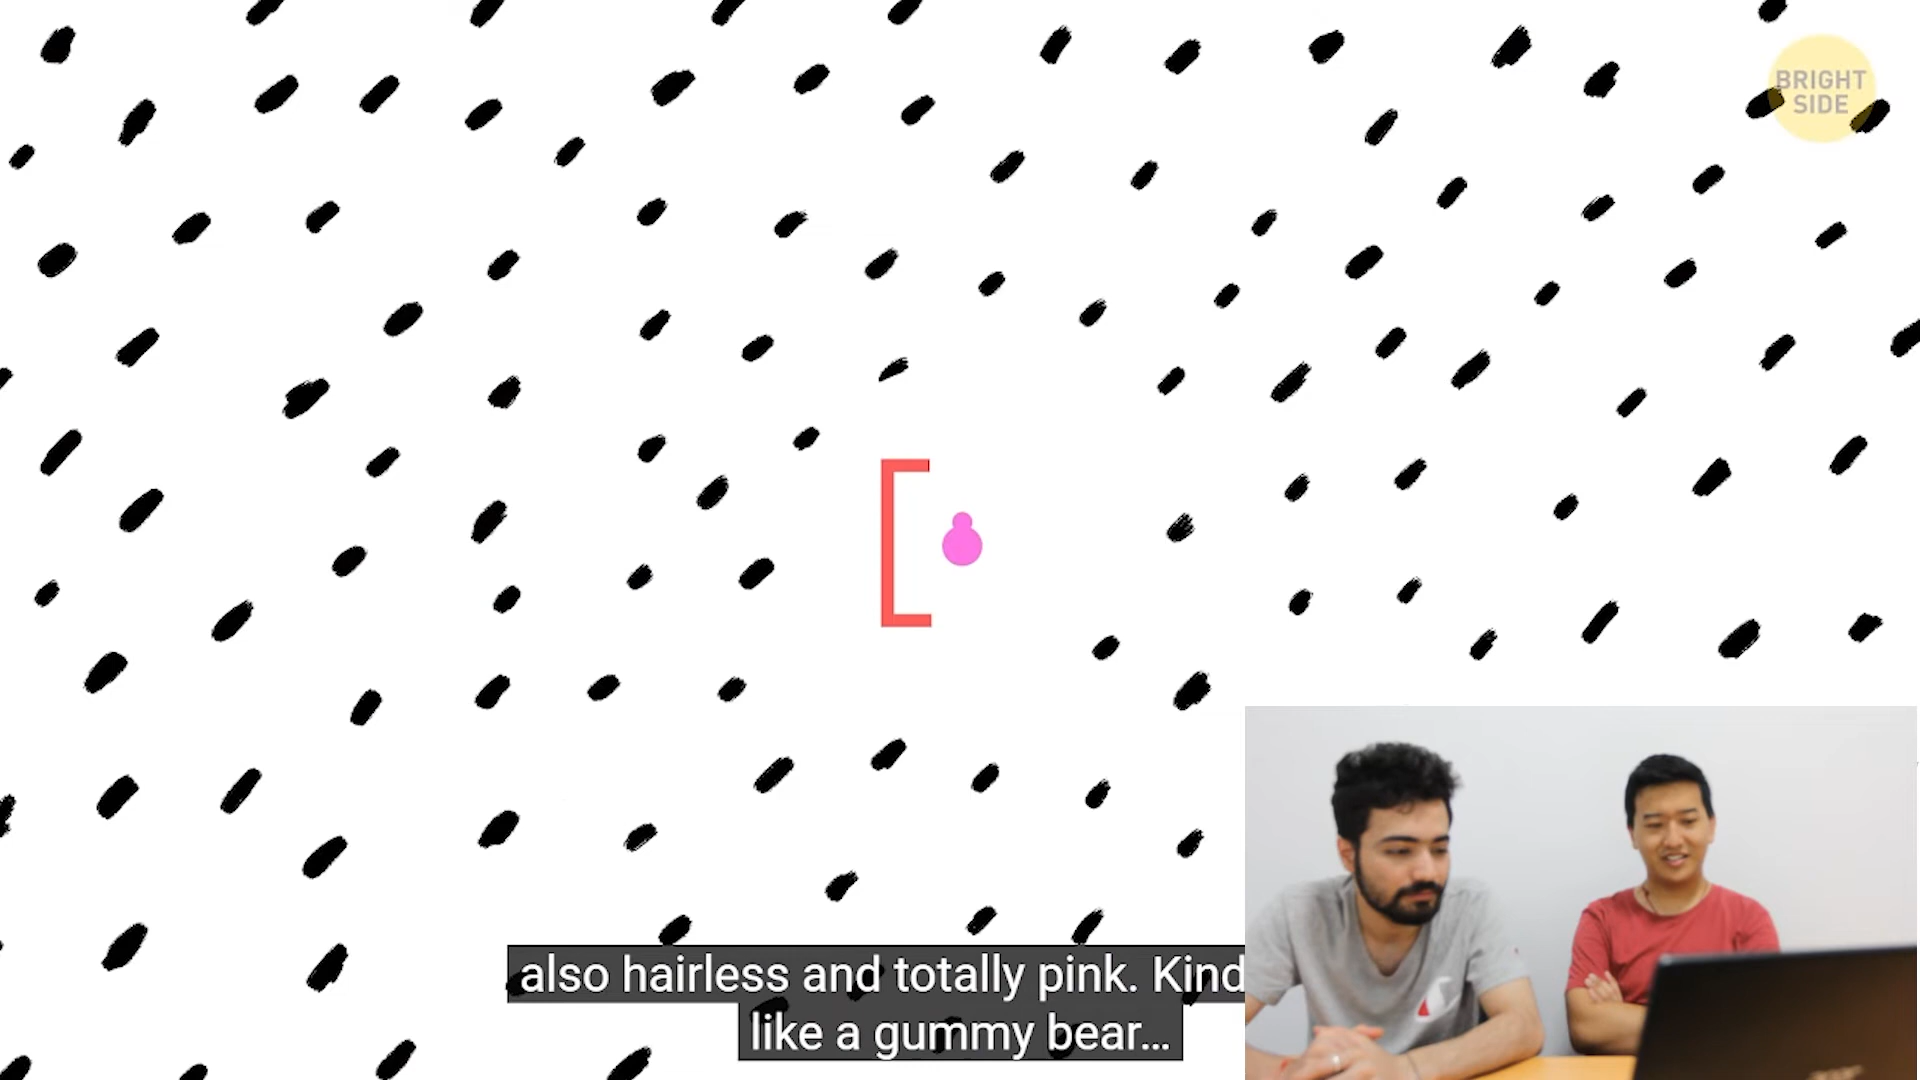 BRIGHT
SIDE
also hairless and totally pink. Kind
like a gummy bear...